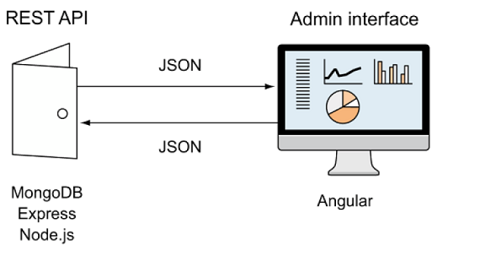 REST API
Admin interface
JSON
JSON
MongoDB
Express
Node.js
Angular